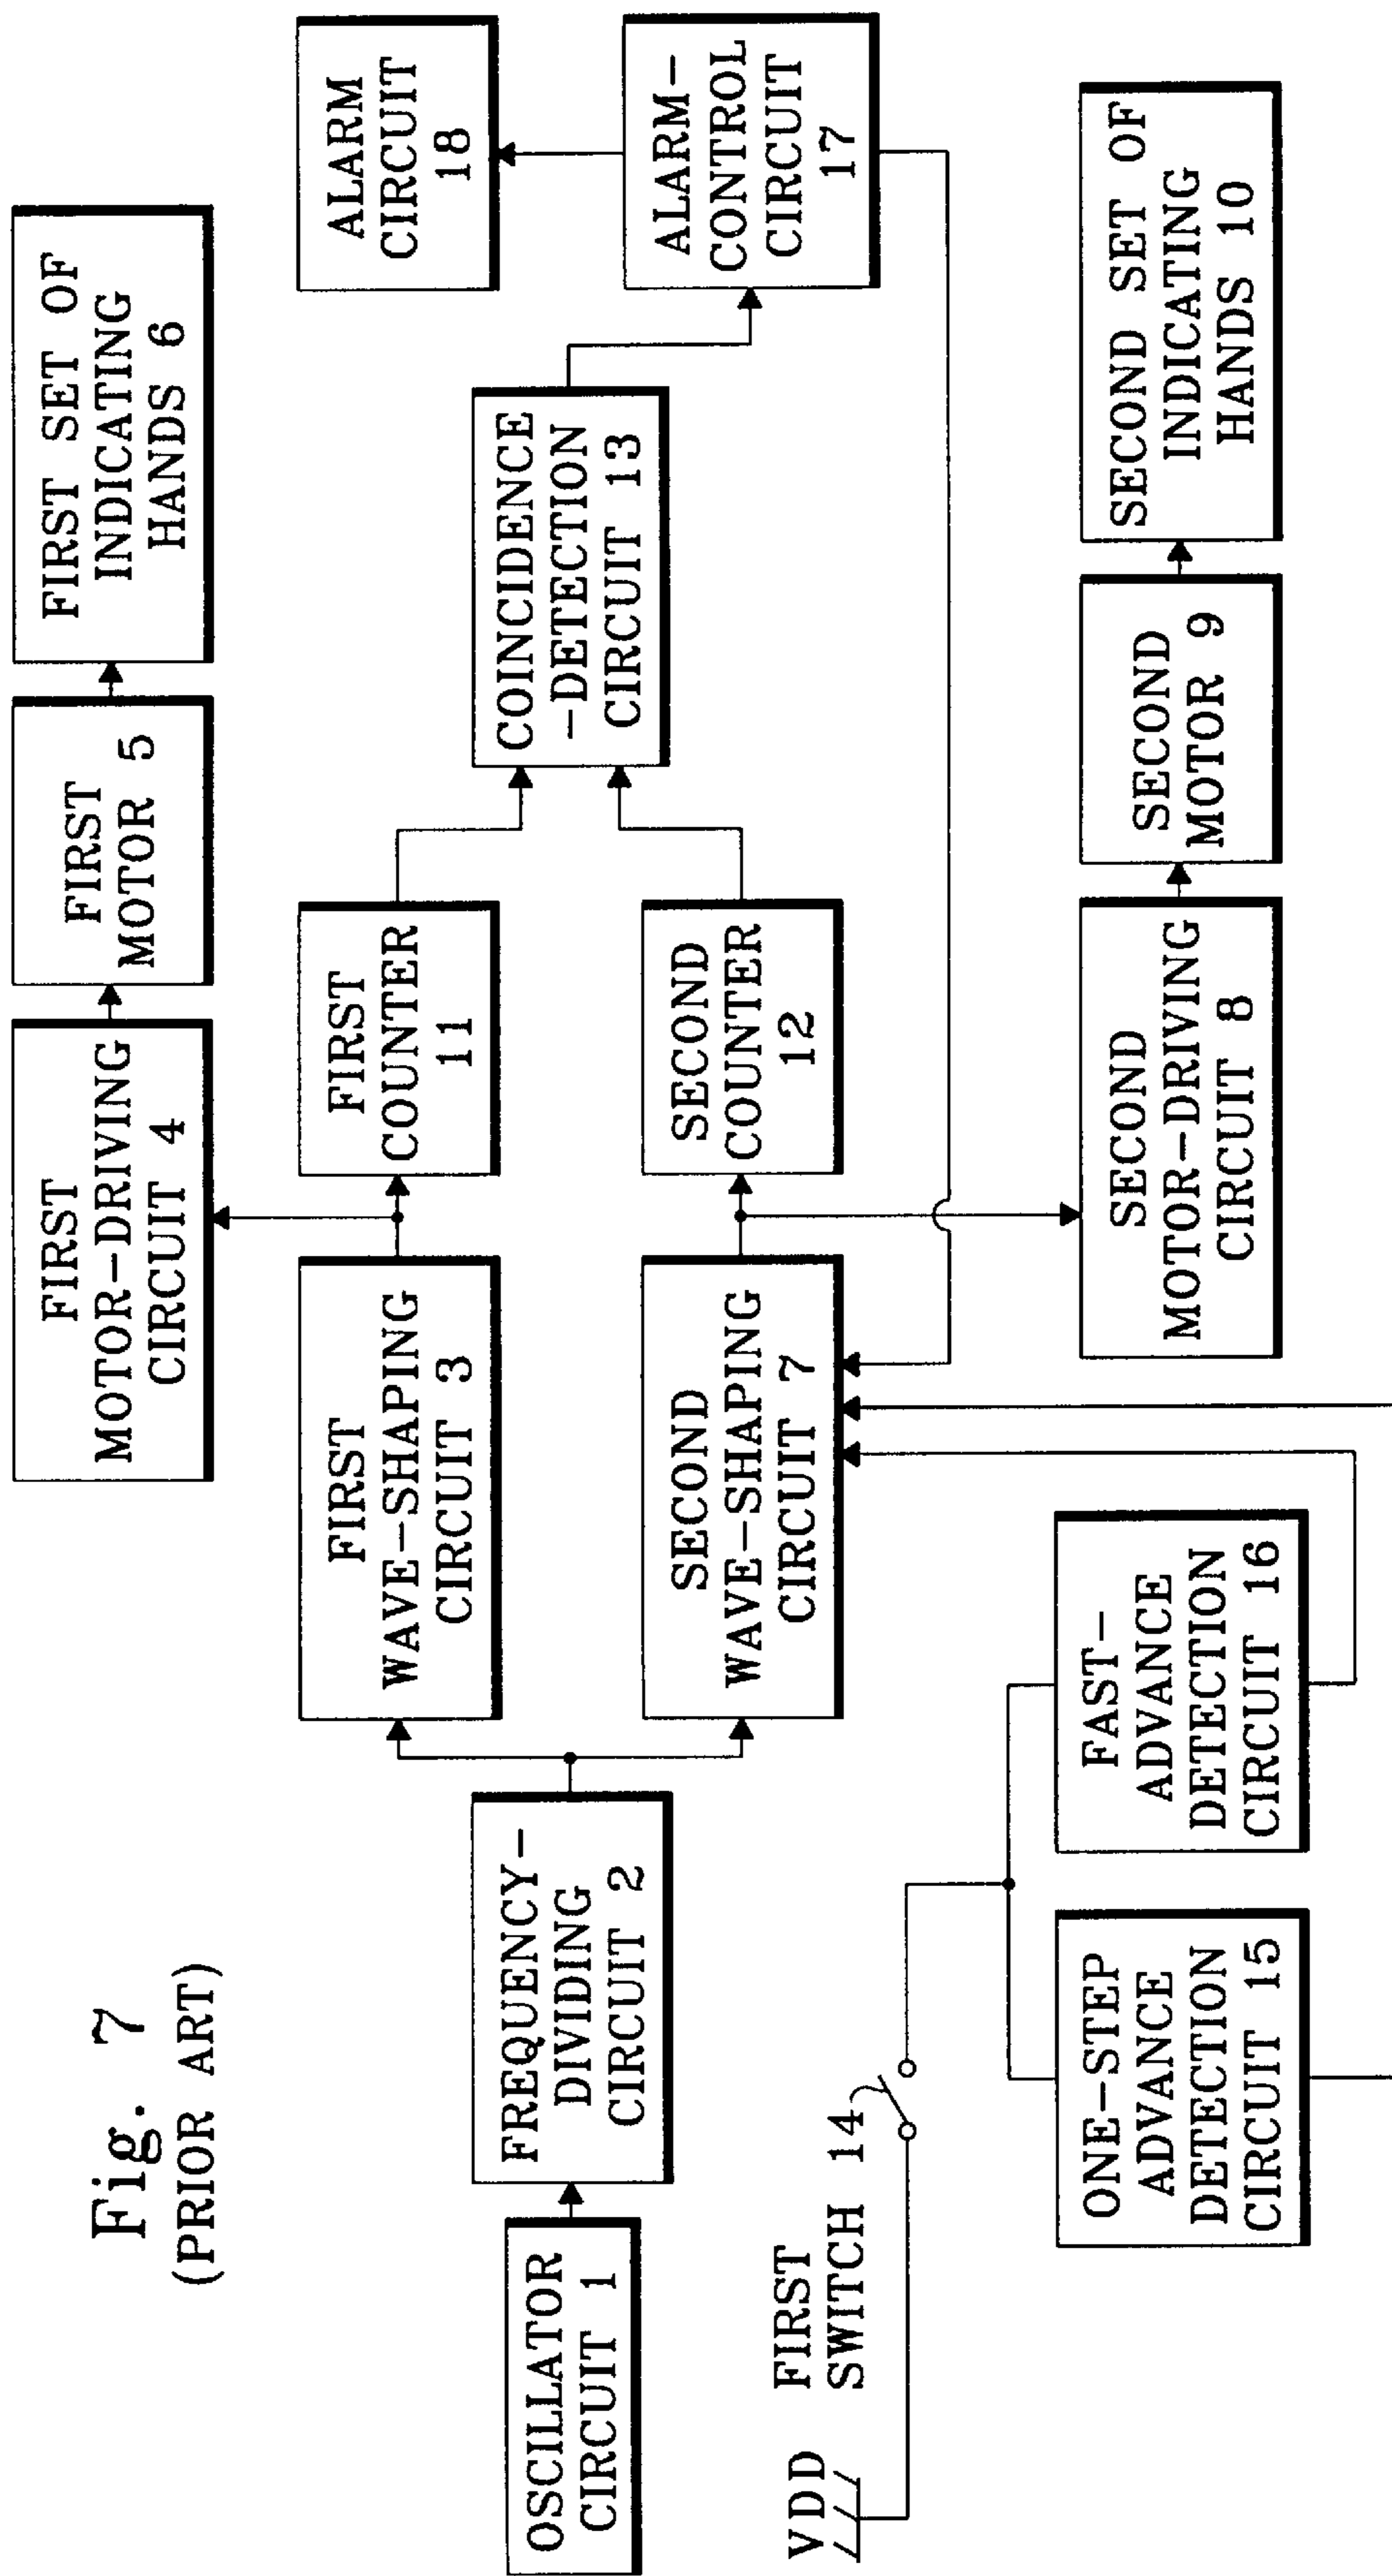 Fig. 7
(PRIOR ART)
FIRST
MOTOR-DRIVING
CIRCUIT 4
FIRST
MOTOR 5
FIRST SET OF
INDICATING
HANDS 6
OSCILLATOR
CIRCUIT 1
FREQUENCY-
DIVIDING
CIRCUIT 2
FIRST
WAVE-SHAPING
CIRCUIT 3
FIRST
COUNTER
11
COINCIDENCE
-DETECTION
CIRCUIT 13
ALARM
CIRCUIT
18
SECOND
WAVE-SHAPING
CIRCUIT 7
SECOND
COUNTER
12
ALARM-
CONTROL
CIRCUIT
17
VDD
FIRST
SWITCH 14
ONE-STEP
ADVANCE
DETECTION
CIRCUIT 15
FAST-
ADVANCE
DETECTION
CIRCUIT 16
SECOND
MOTOR-DRIVING
CIRCUIT 8
SECOND
MOTOR 9
SECOND SET OF
INDICATING
HANDS 10